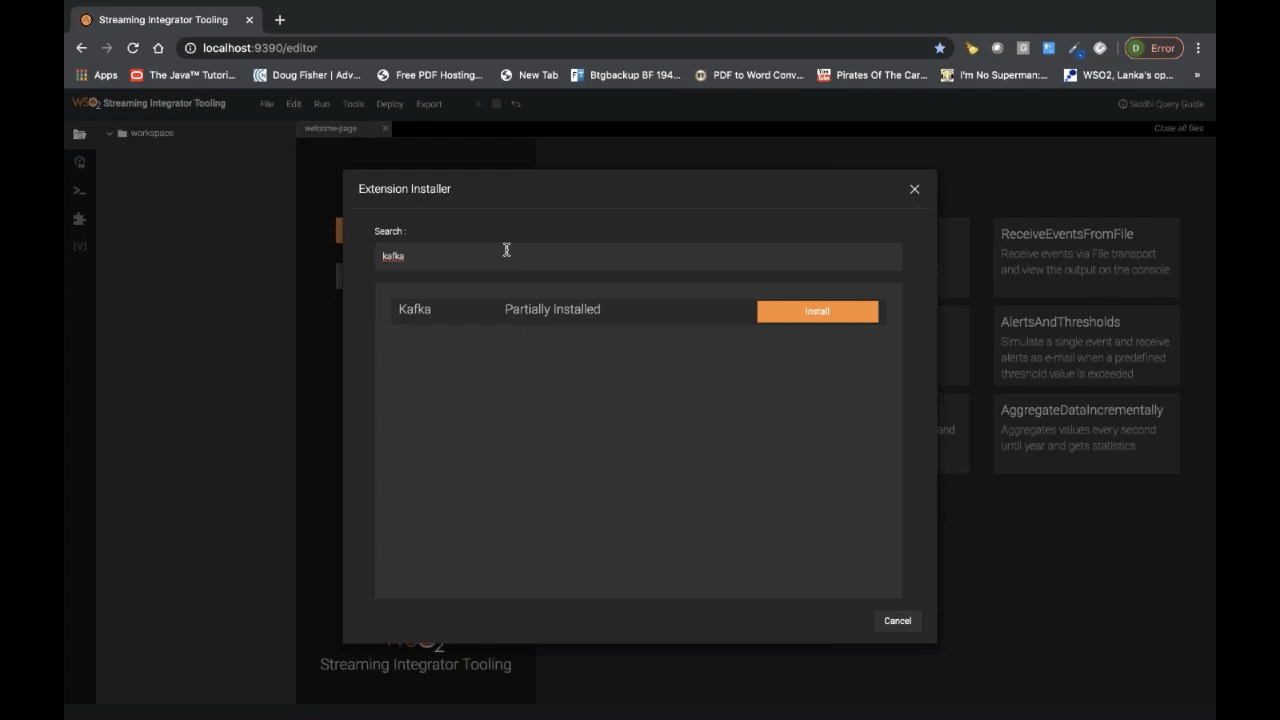 Streaming Integrator Tooling
localhost:9390/editor
D Error
Apps The Java™ Tutori... Doug Fisher | Adv... Free PDF Hosting... New Tab Btgbackup BF 194... PDF to Word Conv... Pirates Of The Car... I'm No Superman:... WSO2, Lanka's op... »
WSO2 Streaming Integrator Tooling File Edit Run Tools Deploy Export Siddhi Query Guide
workspace
welcome-page
Close all files
Extension Installer
Search :
kafka
Kafka Partially Installed Install
Cancel
ReceiveEventsFromFile
Receive events via File transport
and view the output on the console
AlertsAndThresholds
Simulate a single event and receive
alerts as e-mail when a predefined
threshold value is exceeded
and
AggregateDataIncrementally
Aggregates values every second
until year and gets statistics
Streaming Integrator Tooling